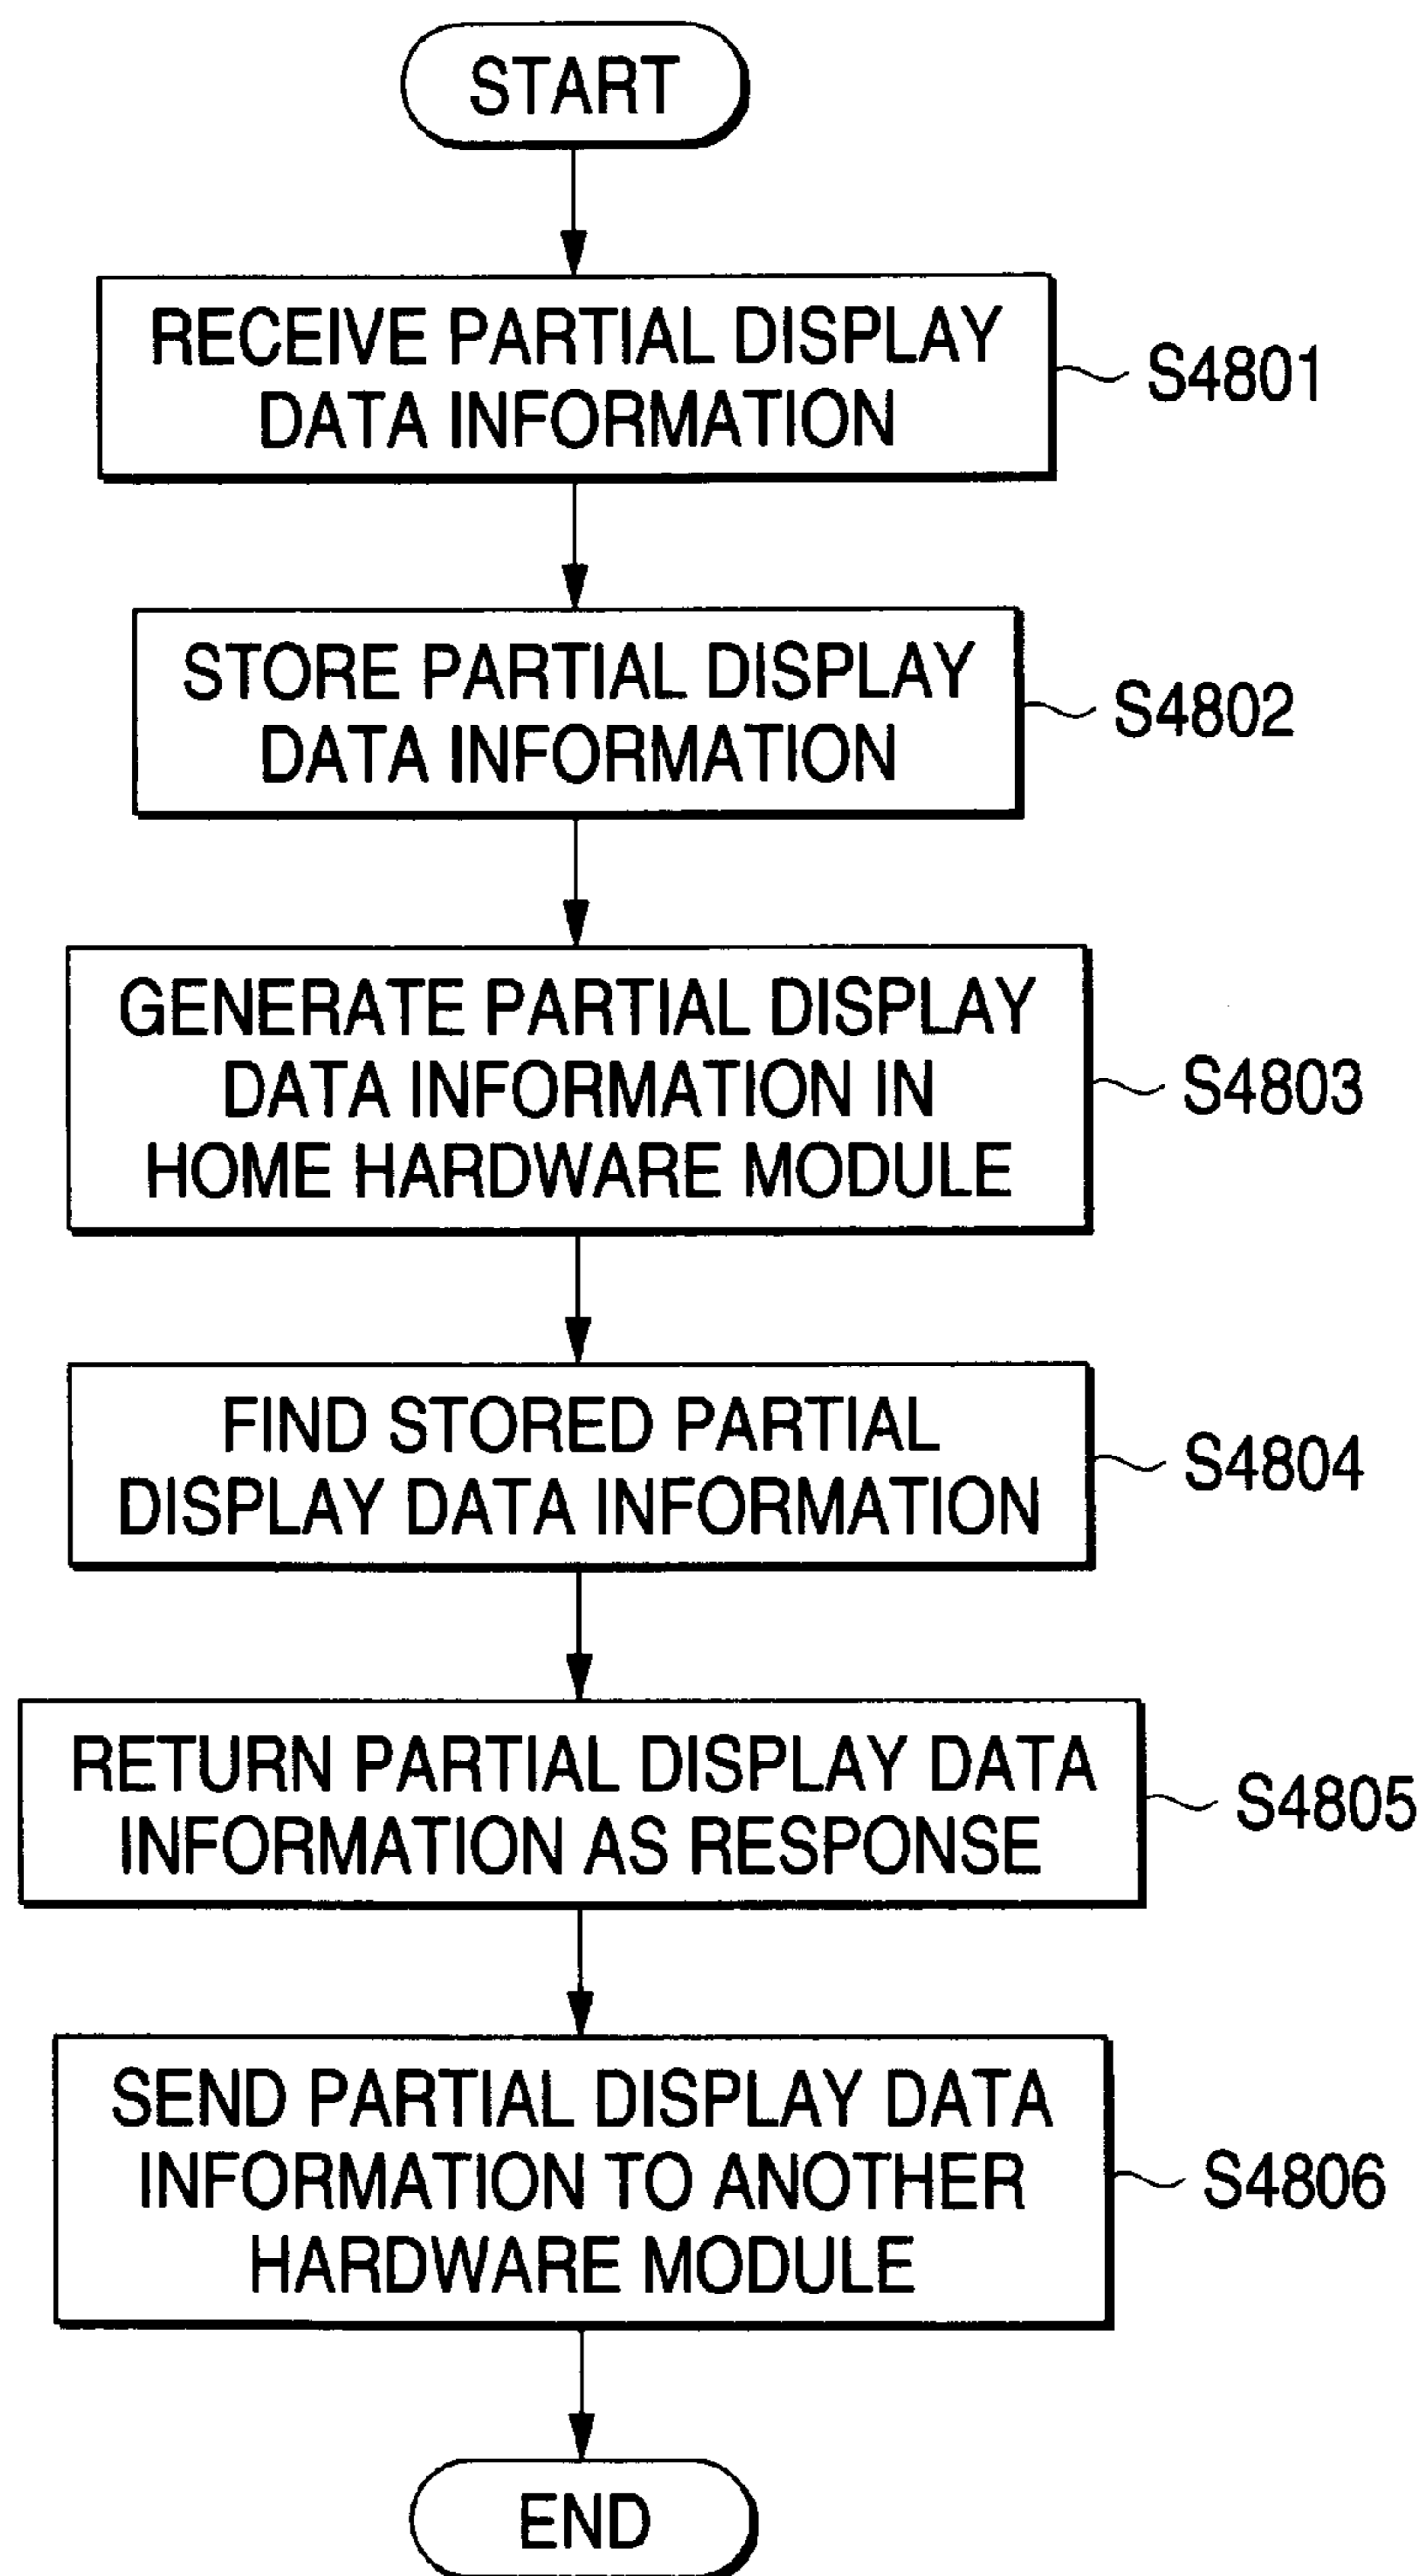 START
RECEIVE PARTIAL DISPLAY
DATA INFORMATION
S4801
STORE PARTIAL DISPLAY
DATA INFORMATION
S4802
GENERATE PARTIAL DISPLAY
DATA INFORMATION IN
HOME HARDWARE MODULE
S4803
FIND STORED PARTIAL
DISPLAY DATA INFORMATION
S4804
RETURN PARTIAL DISPLAY DATA
INFORMATION AS RESPONSE
S4805
SEND PARTIAL DISPLAY DATA
INFORMATION TO ANOTHER
HARDWARE MODULE
S4806
END